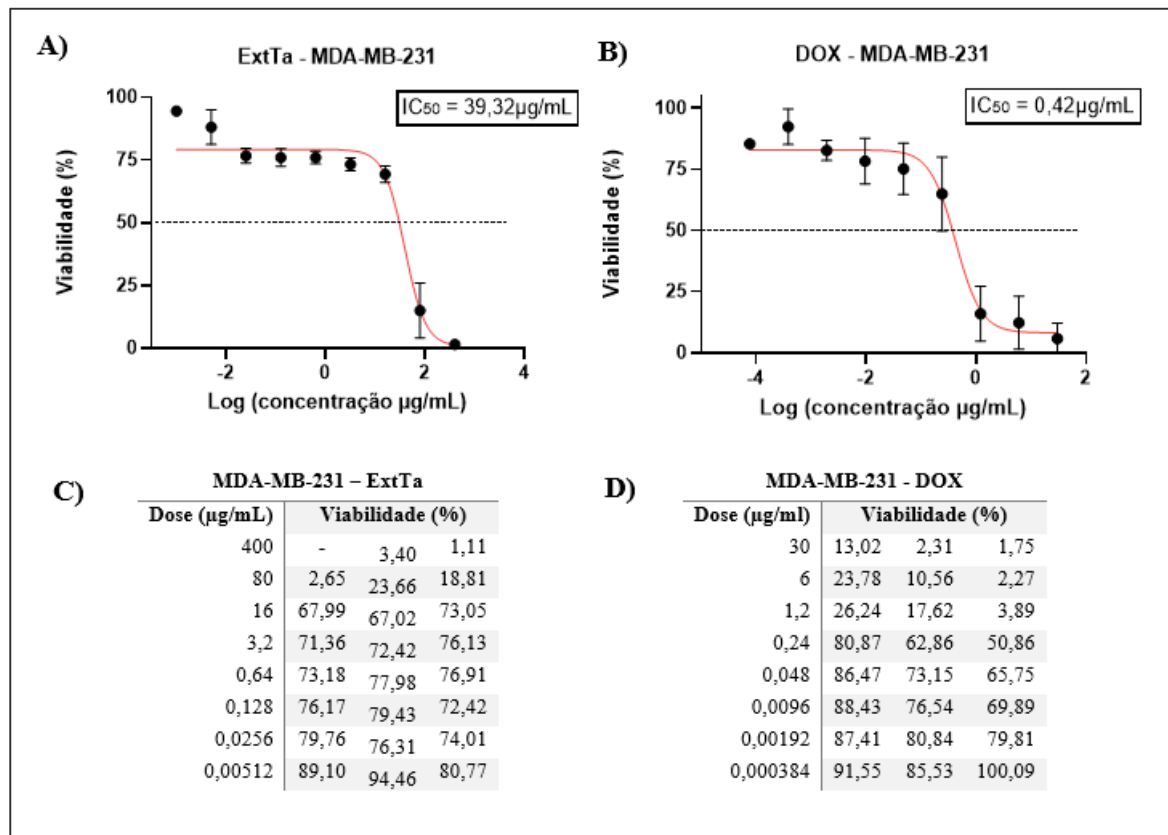 A)
ExtTa - MDA-MB-231
IC50 = 39,32µg/mL
Viabilidade (%)
100
75
50
25
0
-2
0
2
4
Log (concentração µg/mL)
B)
DOX - MDA-MB-231
IC50 = 0,42µg/mL
Viabilidade (%)
100
75
50
25
0
-4
-2
0
2
Log (concentração µg/mL)
C)
MDA-MB-231 – ExtTa
Dose (µg/mL) Viabilidade (%)
400 - 3,40 1,11
80 2,65 23,66 18,81
16 67,99 67,02 73,05
3,2 71,36 72,42 76,13
0,64 73,18 77,98 76,91
0,128 76,17 79,43 72,42
0,0256 79,76 76,31 74,01
0,00512 89,10 94,46 80,77
D)
MDA-MB-231 - DOX
Dose (µg/ml) Viabilidade (%)
30 13,02 2,31 1,75
6 23,78 10,56 2,27
1,2 26,24 17,62 3,89
0,24 80,87 62,86 50,86
0,048 86,47 73,15 65,75
0,0096 88,43 76,54 69,89
0,00192 87,41 80,84 79,81
0,000384 91,55 85,53 100,09